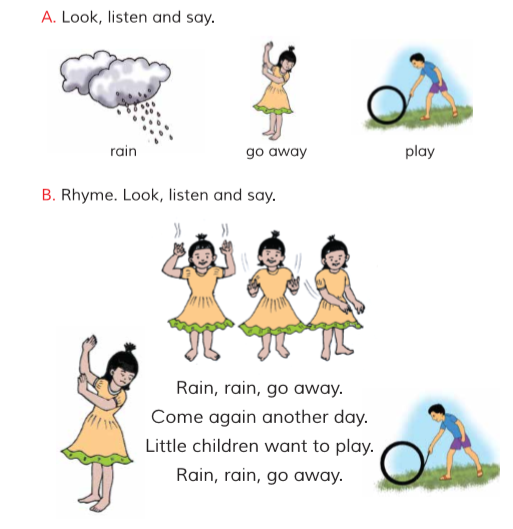 A. Look, listen and say.
rain
go away
play
B. Rhyme. Look, listen and say.
Rain, rain, go away.
Come again another day.
Little children want to play.
Rain, rain, go away.